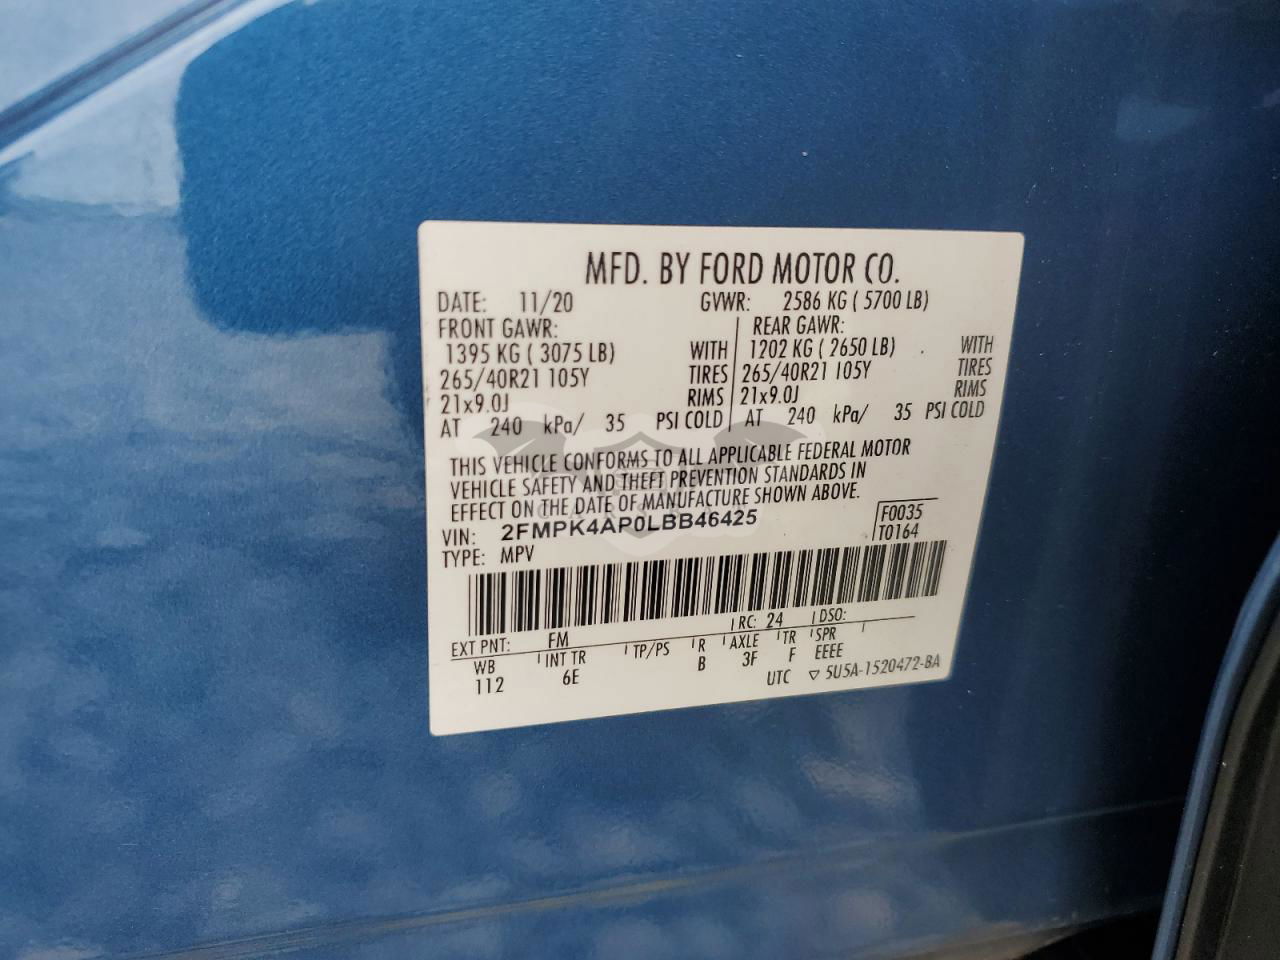 MFD. BY FORD MOTOR CO.
DATE: 11/20 GVWR: 2586 KG ( 5700 LB)
FRONT GAWR: REAR GAWR:
1395 KG ( 3075 LB) WITH 1202 KG ( 2650 LB) WITH
265/40R21 105Y TIRES 265/40R21 105Y TIRES
21x9.0J RIMS 21x9.0J RIMS
AT 240 kPa/ 35 PSI COLD AT 240 kPa/ 35 PSI COLD
THIS VEHICLE CONFORMS TO ALL APPLICABLE FEDERAL MOTOR
VEHICLE SAFETY AND THEFT PREVENTION STANDARDS IN
EFFECT ON THE DATE OF MANUFACTURE SHOWN ABOVE.
VIN: 2FMPK4AP0LBB46425 F0035
TYPE: MPV T0164
EXT PNT: FM RC: 24 DSO:
WB INT TR TP/PS R AXLE TR SPR
112 6E B 3F F EEEE
UTC ▽ 5U5A-1520472-BA